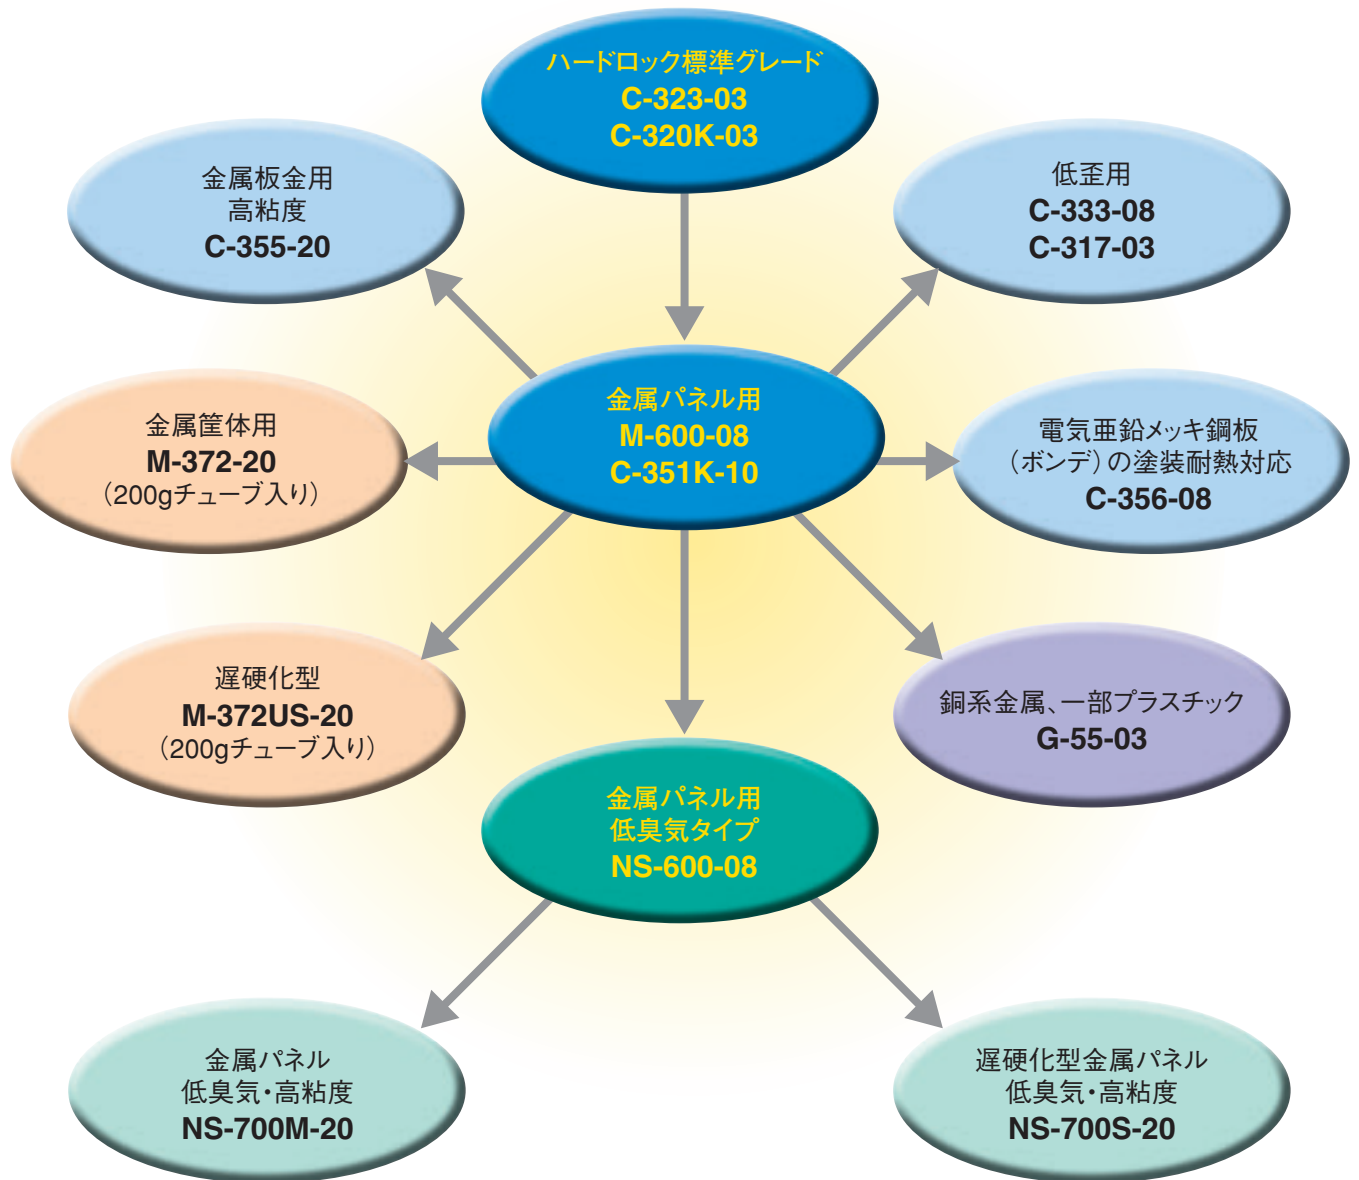 ハードロック標準グレード
C-323-03
C-320K-03
金属板金用
高粘度
C-355-20
低歪用
C-333-08
C-317-03
金属筐体用
M-372-20
（200gチューブ入り）
金属パネル用
M-600-08
C-351K-10
電気亜鉛メッキ鋼板
（ボンデ）の塗装耐熱対応
C-356-08
遅硬化型
M-372US-20
（200gチューブ入り）
銅系金属、一部プラスチック
G-55-03
金属パネル用
低臭気タイプ
NS-600-08
金属パネル
低臭気・高粘度
NS-700M-20
遅硬化型金属パネル
低臭気・高粘度
NS-700S-20